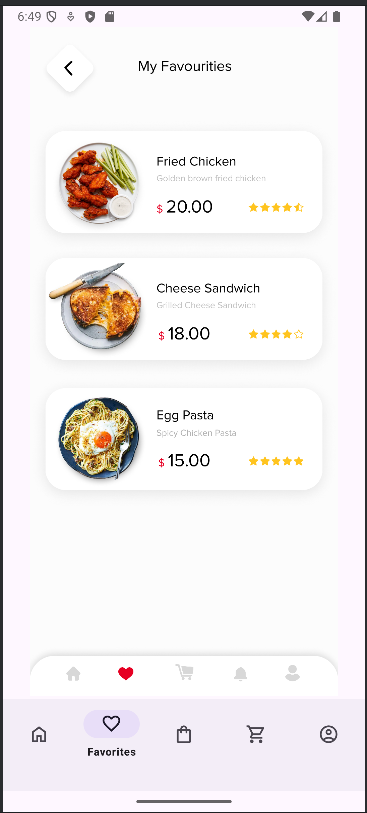 6:49
My Favourities
Fried Chicken
Golden brown fried chicken
$ 20.00
Cheese Sandwich
Grilled Cheese Sandwich
$ 18.00
Egg Pasta
Spicy Chicken Pasta
$ 15.00
Favorites